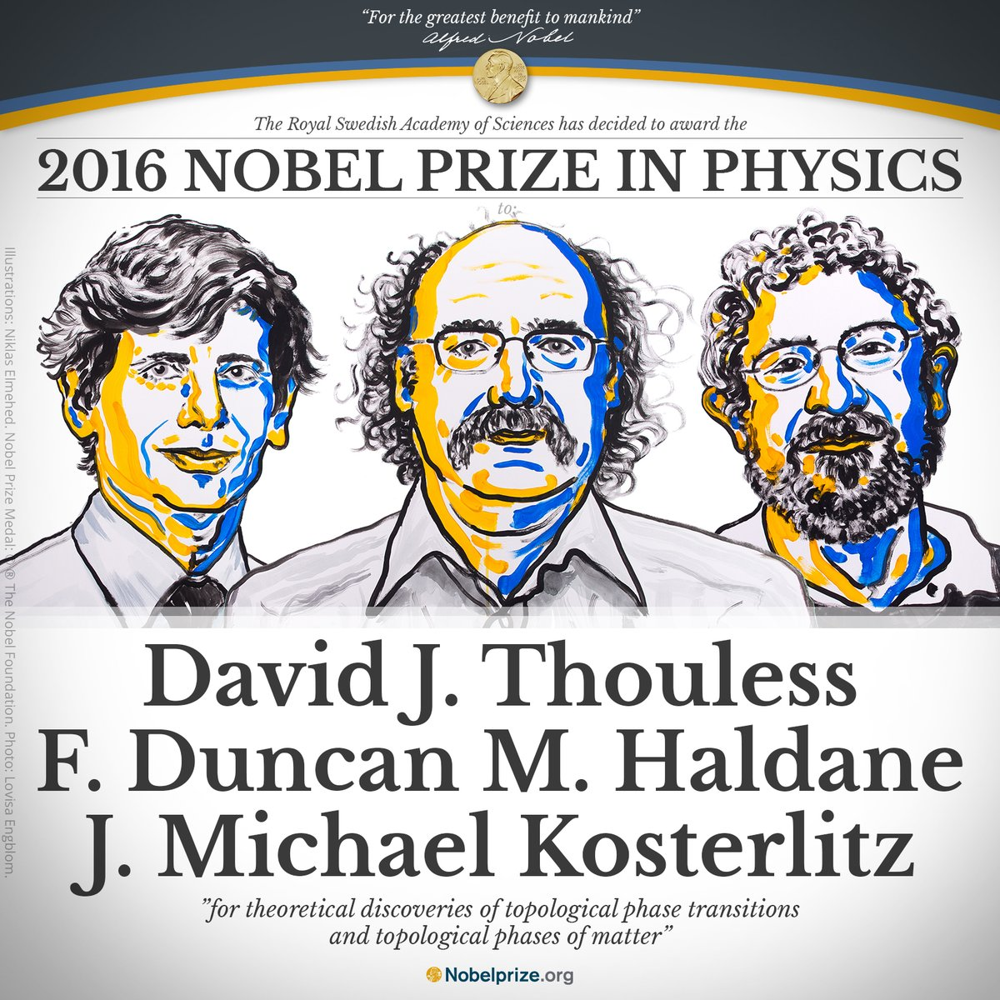 “For the greatest benefit to mankind”
Alfred Nobel
The Royal Swedish Academy of Sciences has decided to award the
2016 NOBEL PRIZE IN PHYSICS
to:
Illustrations: Niklas Elmehed. Nobel Prize Medal: ® The Nobel Foundation. Photo: Lovisa Engblom.
David J. Thouless
F. Duncan M. Haldane
J. Michael Kosterlitz
”for theoretical discoveries of topological phase transitions
and topological phases of matter”
Nobelprize.org